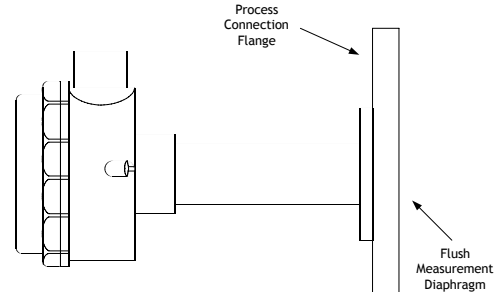 Process
Connection
Flange
Flush
Measurement
Diaphragm